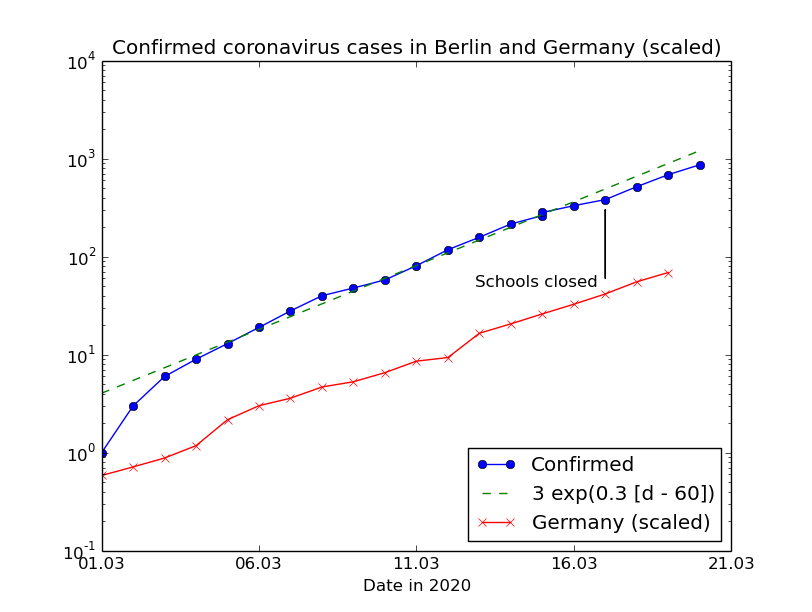 Confirmed coronavirus cases in Berlin and Germany (scaled)
10^4
10^3
10^2
10^1
10^0
10^-1
Schools closed
Confirmed
3 exp(0.3 [d - 60])
Germany (scaled)
01.03 06.03 11.03 16.03 21.03
Date in 2020